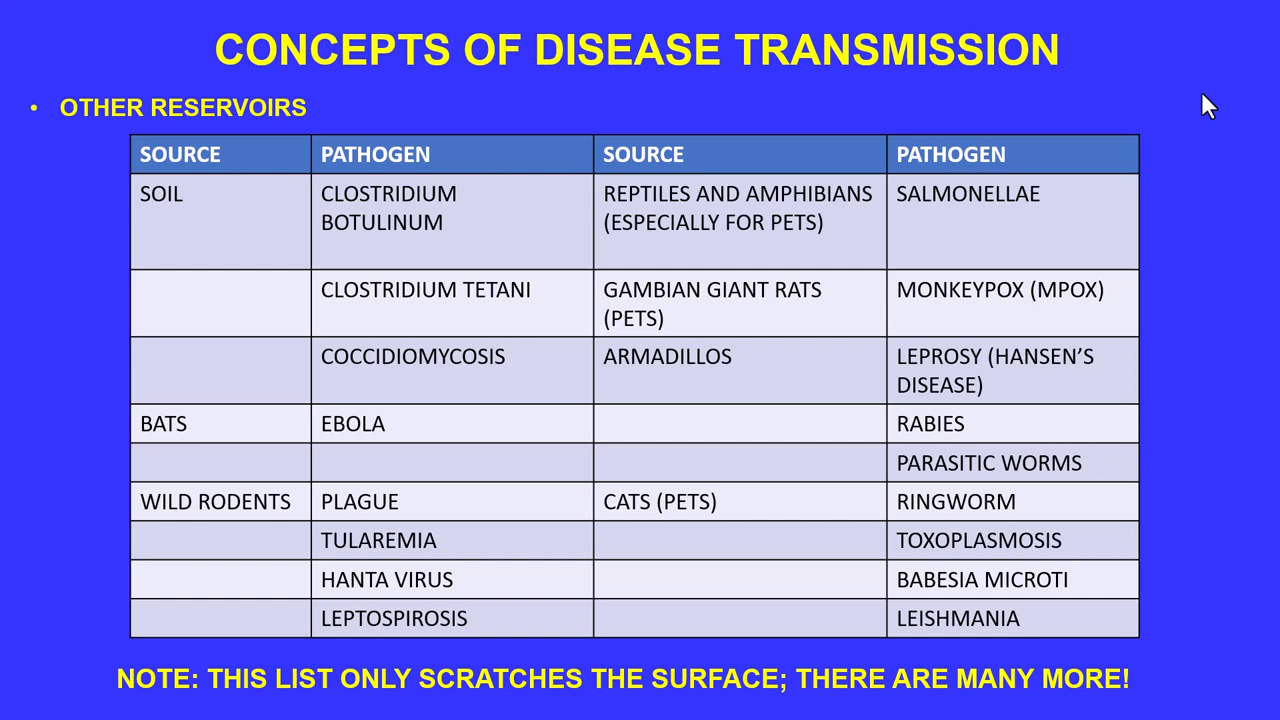 CONCEPTS OF DISEASE TRANSMISSION
• OTHER RESERVOIRS
SOURCE PATHOGEN SOURCE PATHOGEN
SOIL CLOSTRIDIUM REPTILES AND AMPHIBIANS SALMONELLAE
BOTULINUM (ESPECIALLY FOR PETS)
CLOSTRIDIUM TETANI GAMBIAN GIANT RATS MONKEYPOX (MPOX)
(PETS)
COCCIDIOMYCOSIS ARMADILLOS LEPROSY (HANSEN'S
DISEASE)
BATS EBOLA RABIES
PARASITIC WORMS
WILD RODENTS PLAGUE CATS (PETS) RINGWORM
TULAREMIA TOXOPLASMOSIS
HANTA VIRUS BABESIA MICROTI
LEPTOSPIROSIS LEISHMANIA
NOTE: THIS LIST ONLY SCRATCHES THE SURFACE; THERE ARE MANY MORE!